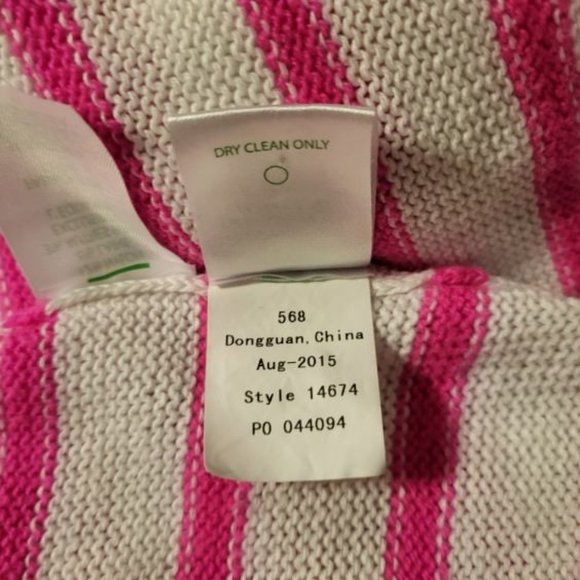 DRY CLEAN ONLY
568
Dongguan, China
Aug-2015
Style 14674
PO 044094